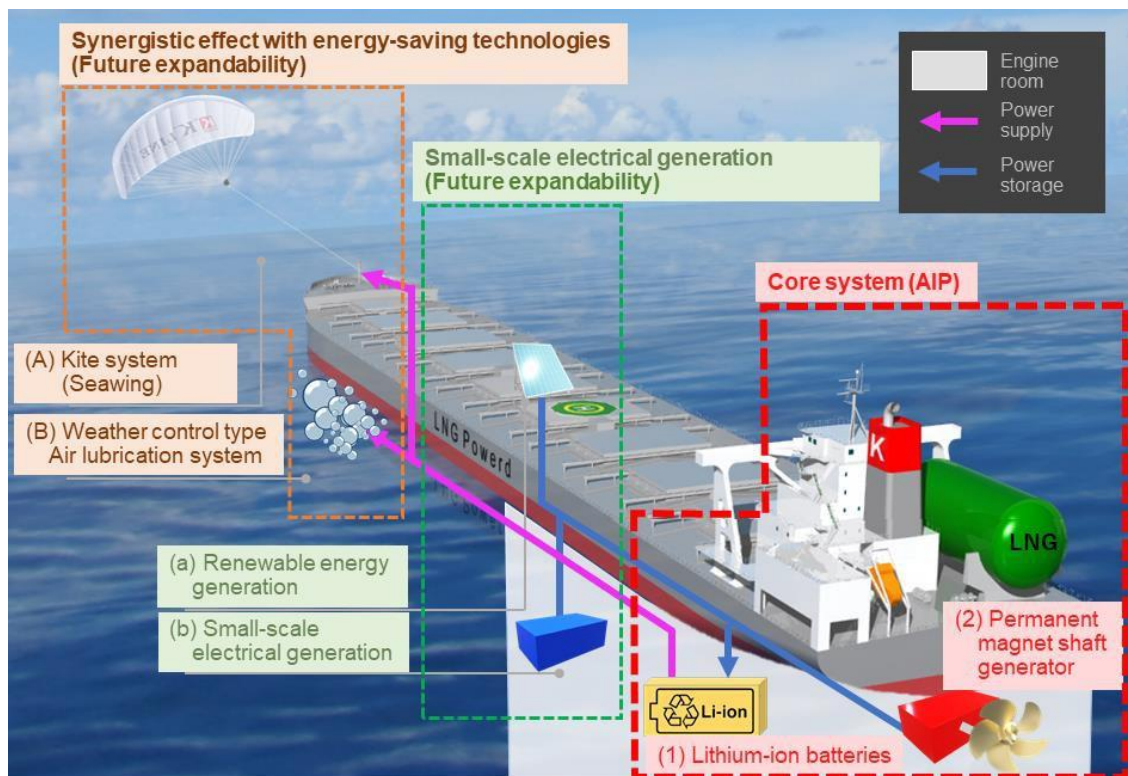 Synergistic effect with energy-saving technologies
(Future expandability)
K LINE
Small-scale electrical generation
(Future expandability)
Engine
room
Power
supply
Power
storage
Core system (AIP)
(A) Kite system
(Seawing)
(B) Weather control type
Air lubrication system
LNG Powerd
H
K
LNG
(a) Renewable energy
generation
(b) Small-scale
electrical generation
(2) Permanent
magnet shaft
generator
Li-ion
(1) Lithium-ion batteries